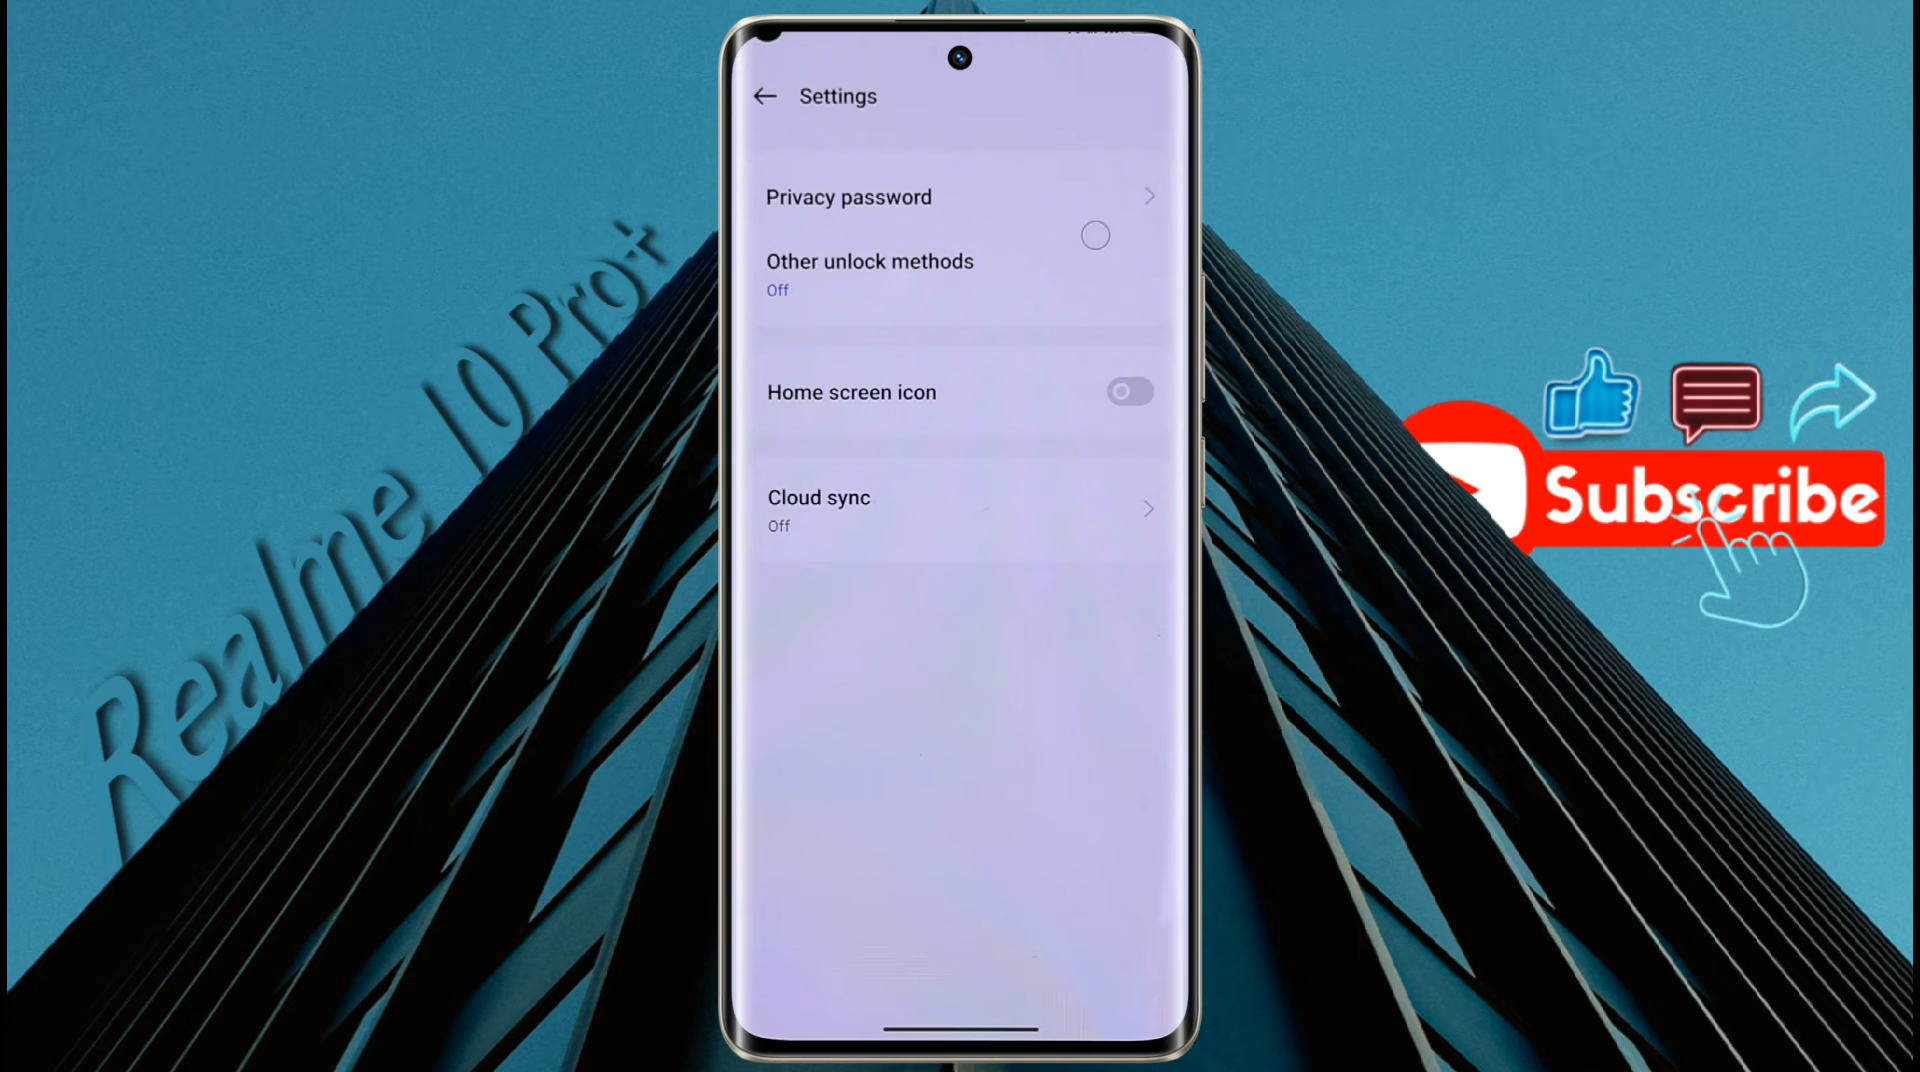 Settings
Privacy password
Other unlock methods
Off
Home screen icon
Cloud sync
Off
Realme 10 Pro+
Subscribe